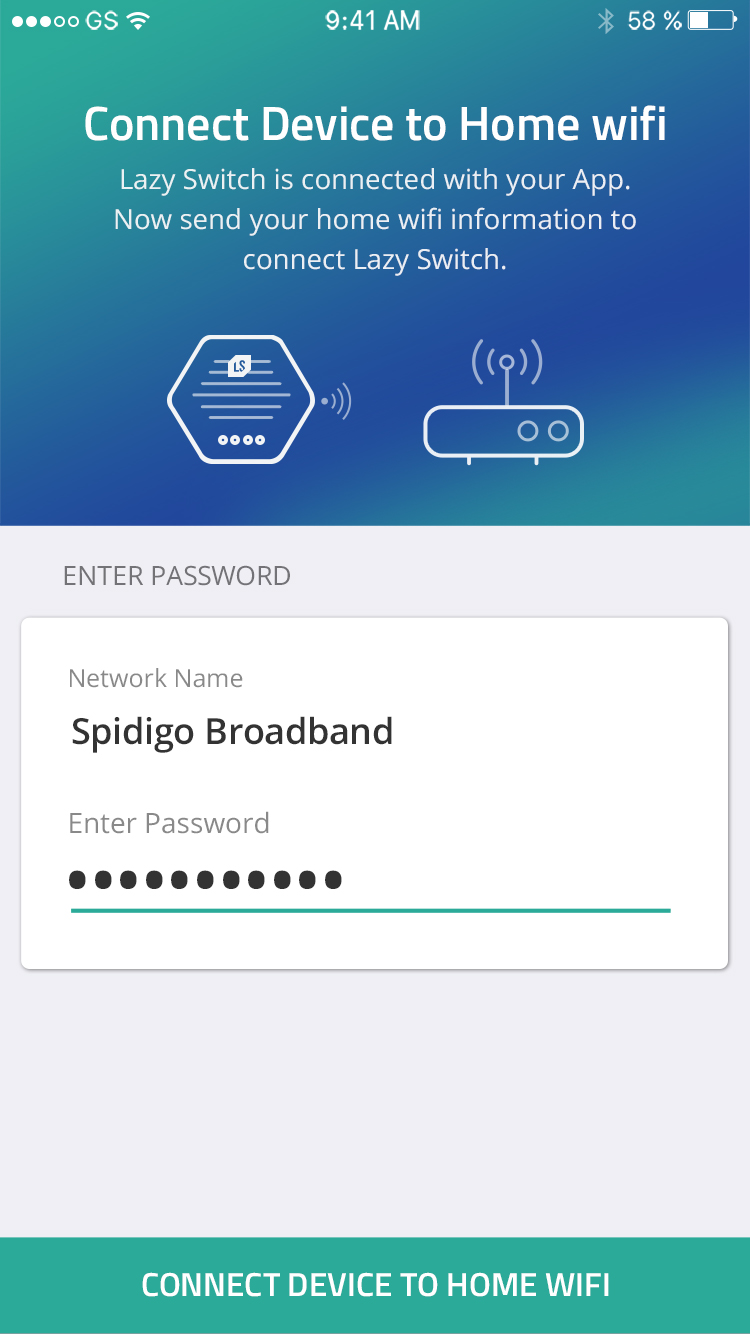 GS 9:41 AM 58 %
Connect Device to Home wifi
Lazy Switch is connected with your App.
Now send your home wifi information to
connect Lazy Switch.
LS
ENTER PASSWORD
Network Name
Spidigo Broadband
Enter Password
CONNECT DEVICE TO HOME WIFI